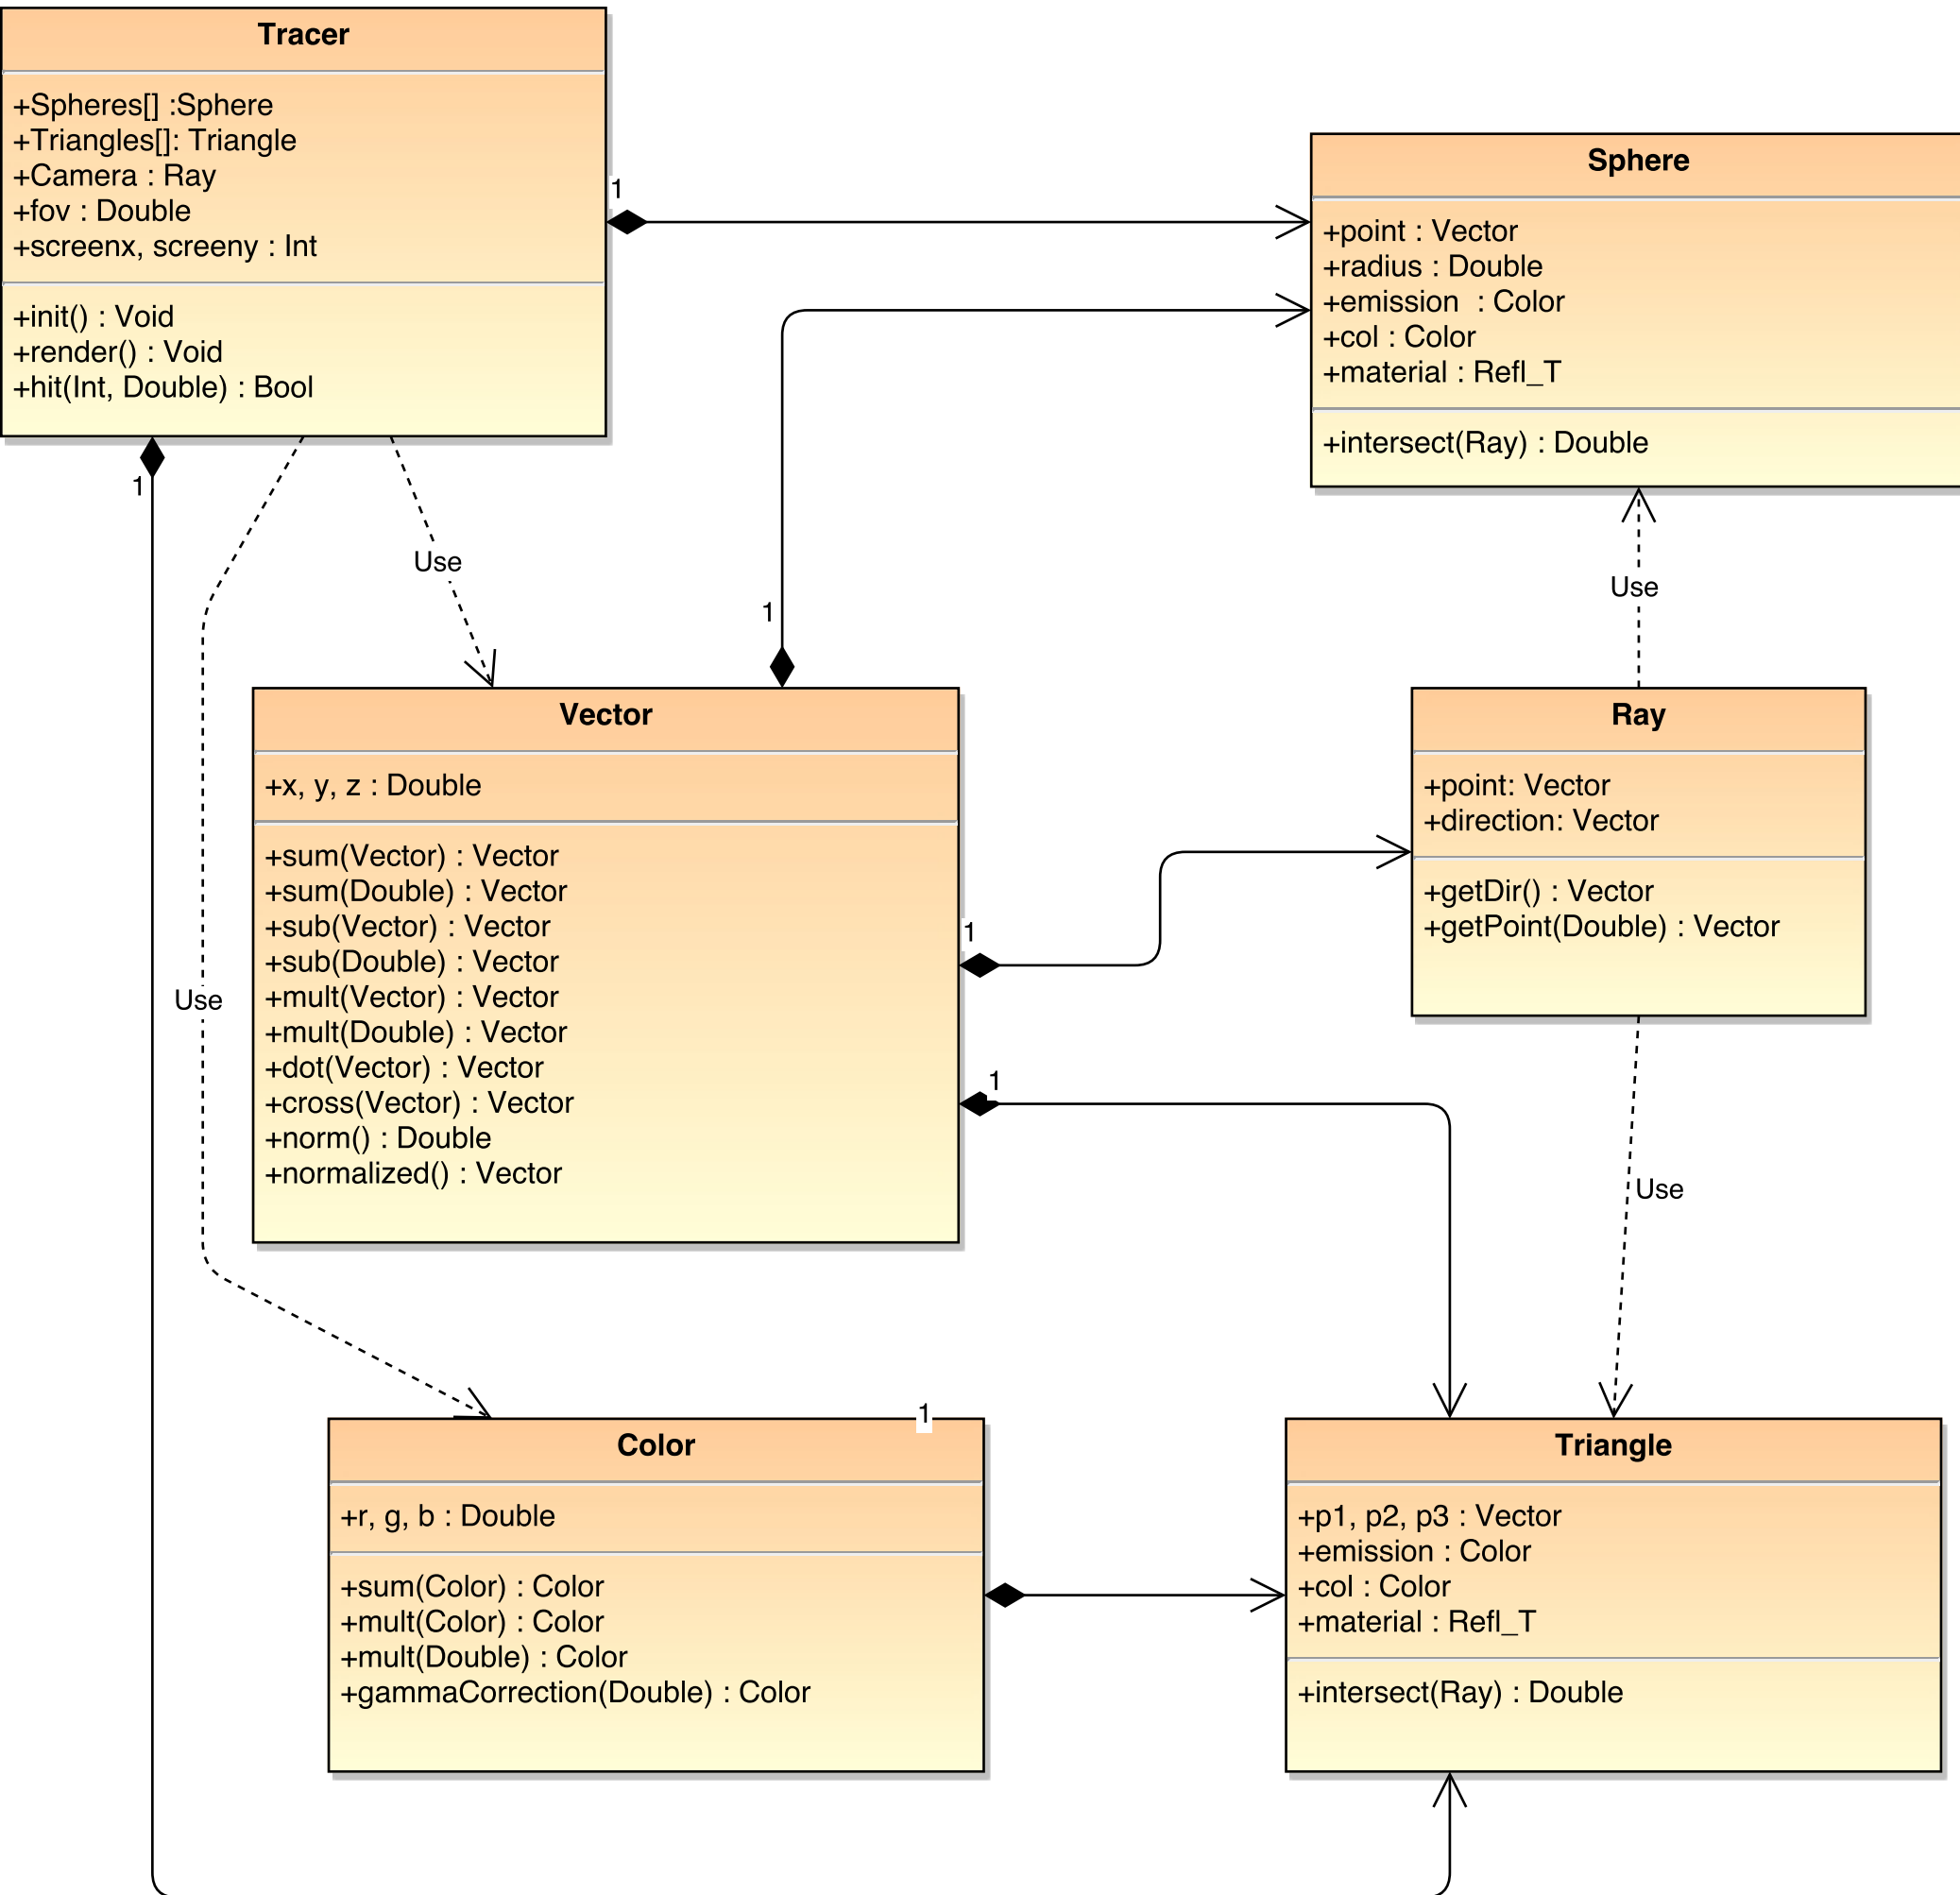 Tracer
+Spheres[] :Sphere
+Triangles[]: Triangle
+Camera : Ray
+fov : Double
+screenx, screeny : Int
+init() : Void
+render() : Void
+hit(Int, Double) : Bool
1
1
Sphere
+point : Vector
+radius : Double
+emission  : Color
+col : Color
+material : Refl_T
+intersect(Ray) : Double
Use
Use
1
Vector
+x, y, z : Double
+sum(Vector) : Vector
+sum(Double) : Vector
+sub(Vector) : Vector
+sub(Double) : Vector
+mult(Vector) : Vector
+mult(Double) : Vector
+dot(Vector) : Vector
+cross(Vector) : Vector
+norm() : Double
+normalized() : Vector
1
1
Ray
+point: Vector
+direction: Vector
+getDir() : Vector
+getPoint(Double) : Vector
Use
Use
1
Color
+r, g, b : Double
+sum(Color) : Color
+mult(Color) : Color
+mult(Double) : Color
+gammaCorrection(Double) : Color
Triangle
+p1, p2, p3 : Vector
+emission : Color
+col : Color
+material : Refl_T
+intersect(Ray) : Double